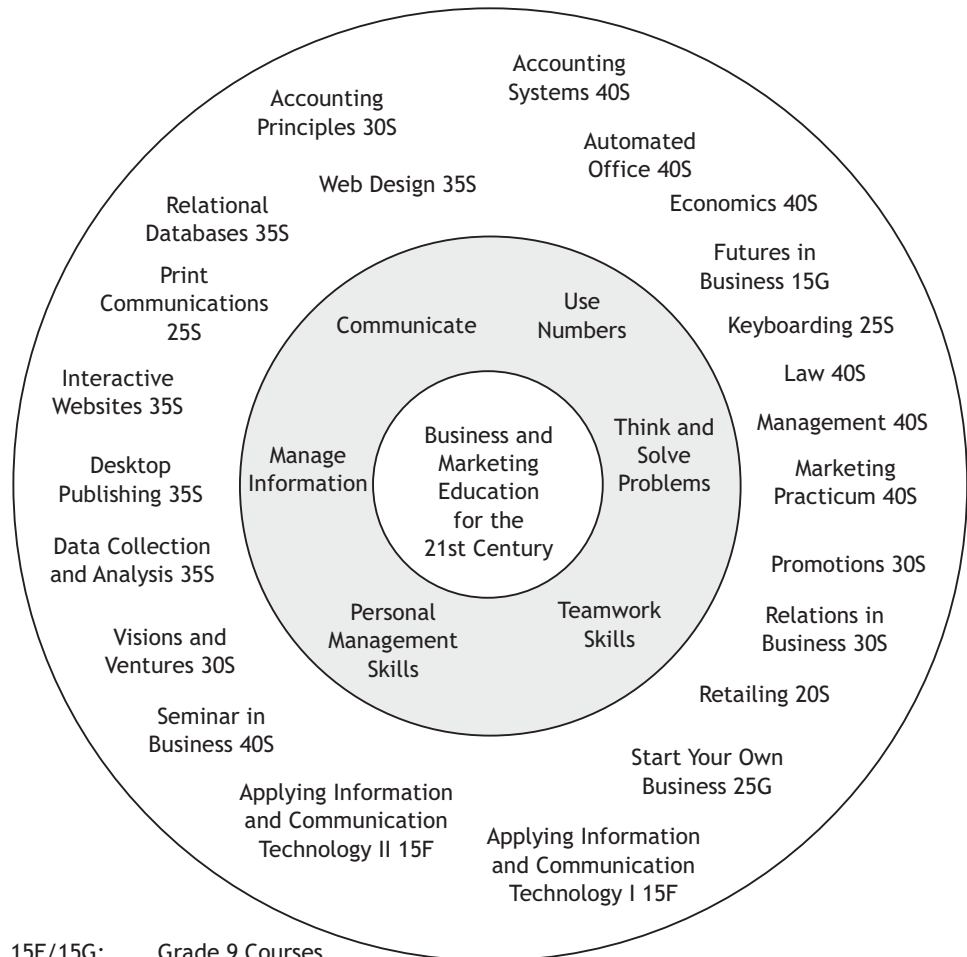 Accounting
Systems 40S
Automated
Office 40S
Economics 40S
Futures in
Business 15G
Keyboarding 25S
Law 40S
Management 40S
Marketing
Practicum 40S
Promotions 30S
Relations in
Business 30S
Retailing 20S
Start Your Own
Business 25G
Applying Information
and Communication
Technology I 15F
Applying Information
and Communication
Technology II 15F
Seminar in
Business 40S
Visions and
Ventures 30S
Data Collection
and Analysis 35S
Desktop
Publishing 35S
Interactive
Websites 35S
Print
Communications
25S
Relational
Databases 35S
Web Design 35S
Accounting
Principles 30S
Communicate
Use
Numbers
Think and
Solve
Problems
Teamwork
Skills
Personal
Management
Skills
Manage
Information
Business and
Marketing
Education
for the
21st Century
15F/15G: Grade 9 Courses